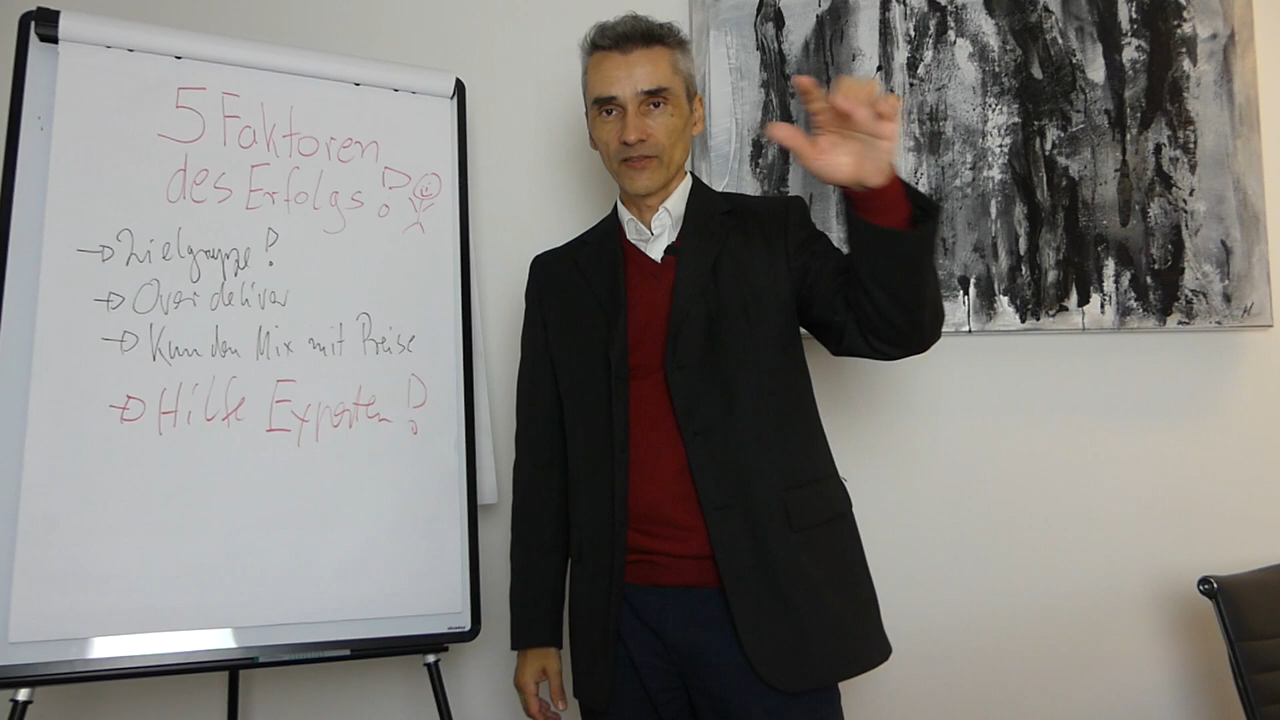 5 Faktoren
des Erfolgs!
→ Zielgruppe!
→ Over deliver
→ Kunden Mix mit Preise
→ Hilfe Experten!